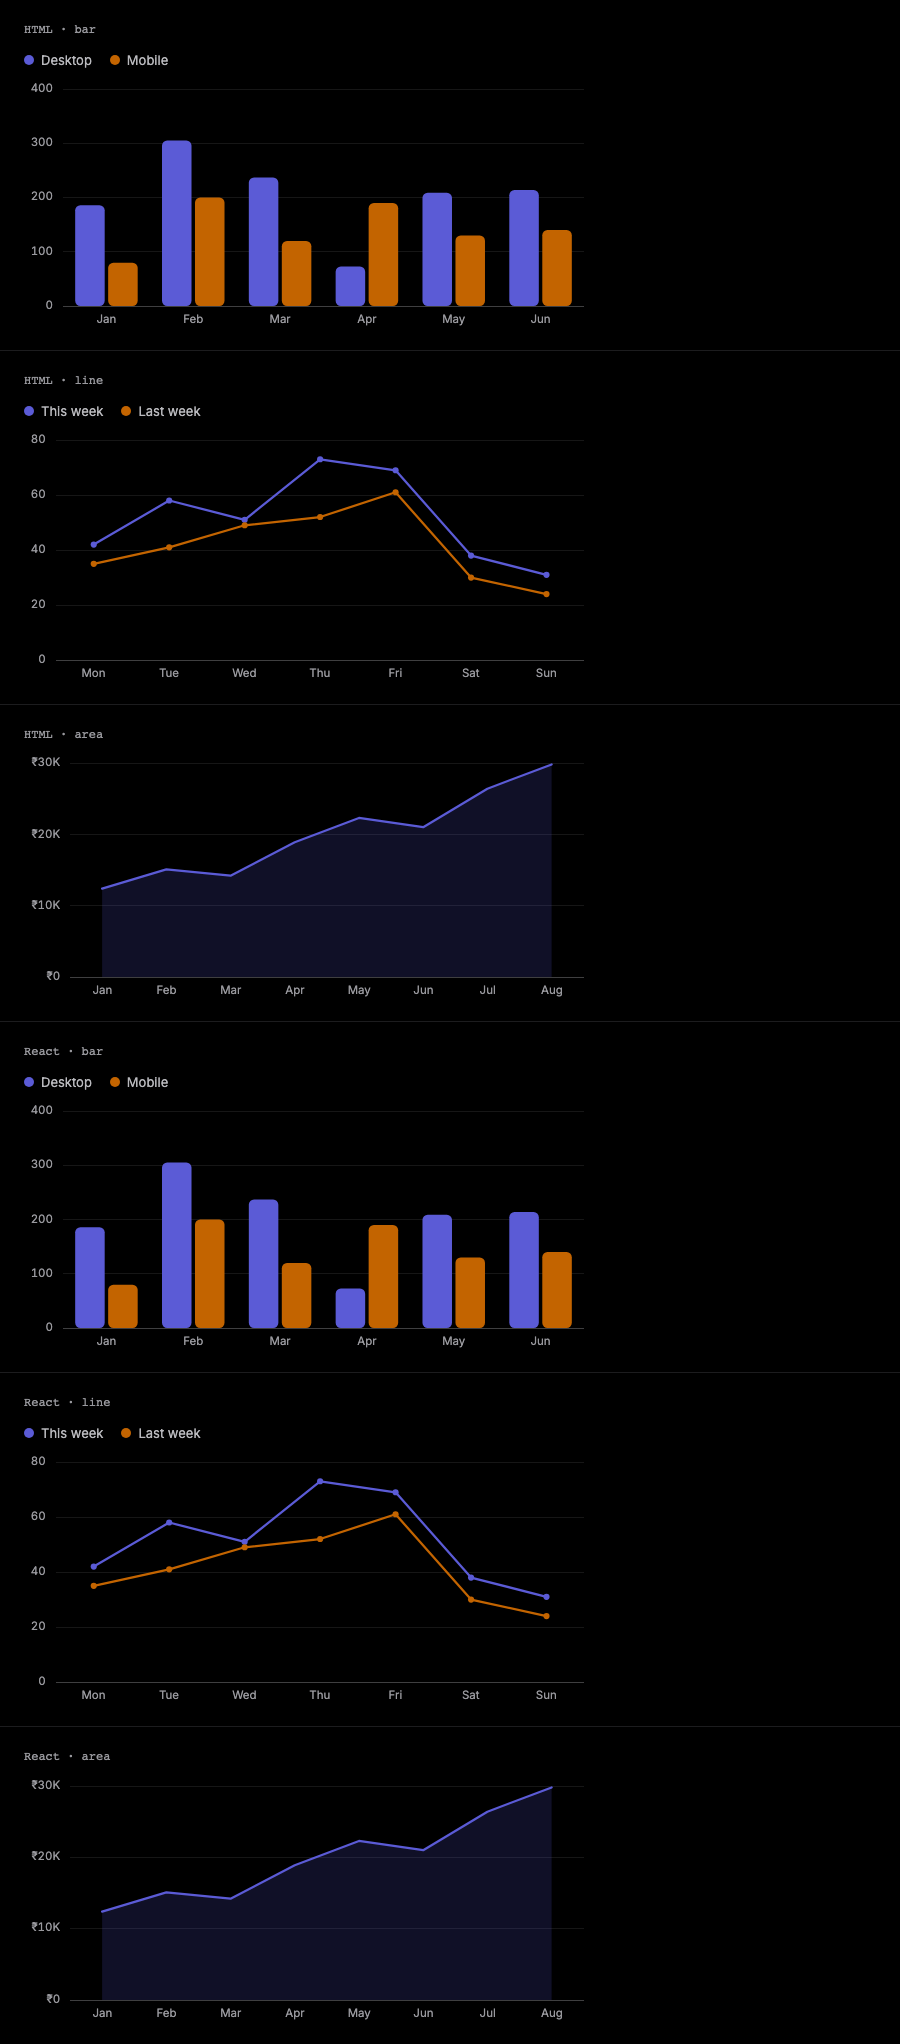 HTML · bar
Desktop Mobile
400
300
200
100
0
Jan Feb Mar Apr May Jun
HTML · line
This week Last week
80
60
40
20
0
Mon Tue Wed Thu Fri Sat Sun
HTML · area
₹30K
₹20K
₹10K
₹0
Jan Feb Mar Apr May Jun Jul Aug
React · bar
Desktop Mobile
400
300
200
100
0
Jan Feb Mar Apr May Jun
React · line
This week Last week
80
60
40
20
0
Mon Tue Wed Thu Fri Sat Sun
React · area
₹30K
₹20K
₹10K
₹0
Jan Feb Mar Apr May Jun Jul Aug